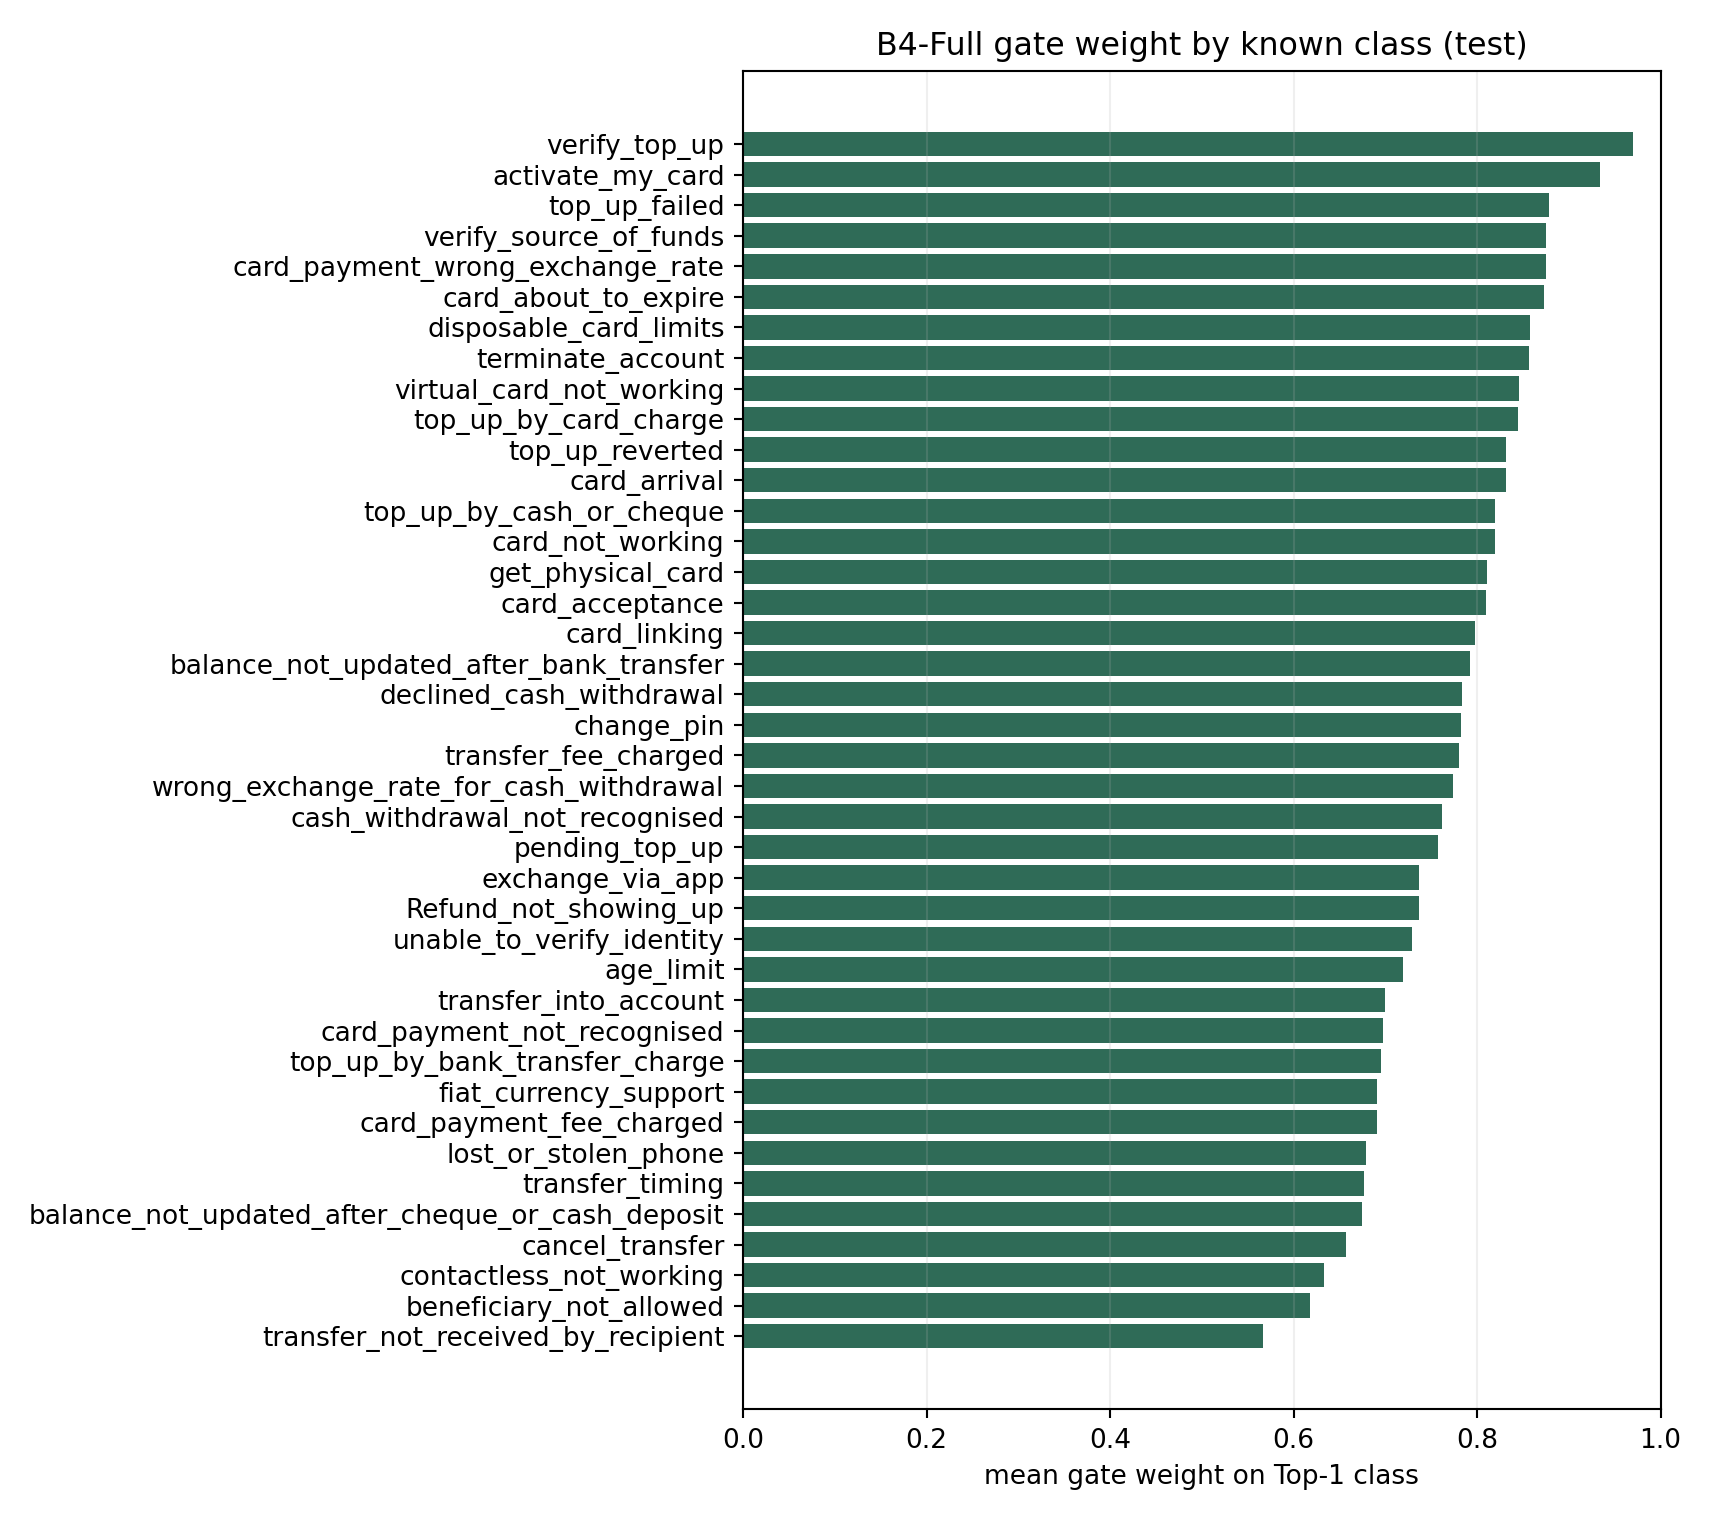 B4-Full gate weight by known class (test)
verify_top_up
activate_my_card
top_up_failed
verify_source_of_funds
card_payment_wrong_exchange_rate
card_about_to_expire
disposable_card_limits
terminate_account
virtual_card_not_working
top_up_by_card_charge
top_up_reverted
card_arrival
top_up_by_cash_or_cheque
card_not_working
get_physical_card
card_acceptance
card_linking
balance_not_updated_after_bank_transfer
declined_cash_withdrawal
change_pin
transfer_fee_charged
wrong_exchange_rate_for_cash_withdrawal
cash_withdrawal_not_recognised
pending_top_up
exchange_via_app
Refund_not_showing_up
unable_to_verify_identity
age_limit
transfer_into_account
card_payment_not_recognised
top_up_by_bank_transfer_charge
fiat_currency_support
card_payment_fee_charged
lost_or_stolen_phone
transfer_timing
balance_not_updated_after_cheque_or_cash_deposit
cancel_transfer
contactless_not_working
beneficiary_not_allowed
transfer_not_received_by_recipient
0.0 0.2 0.4 0.6 0.8 1.0
mean gate weight on Top-1 class